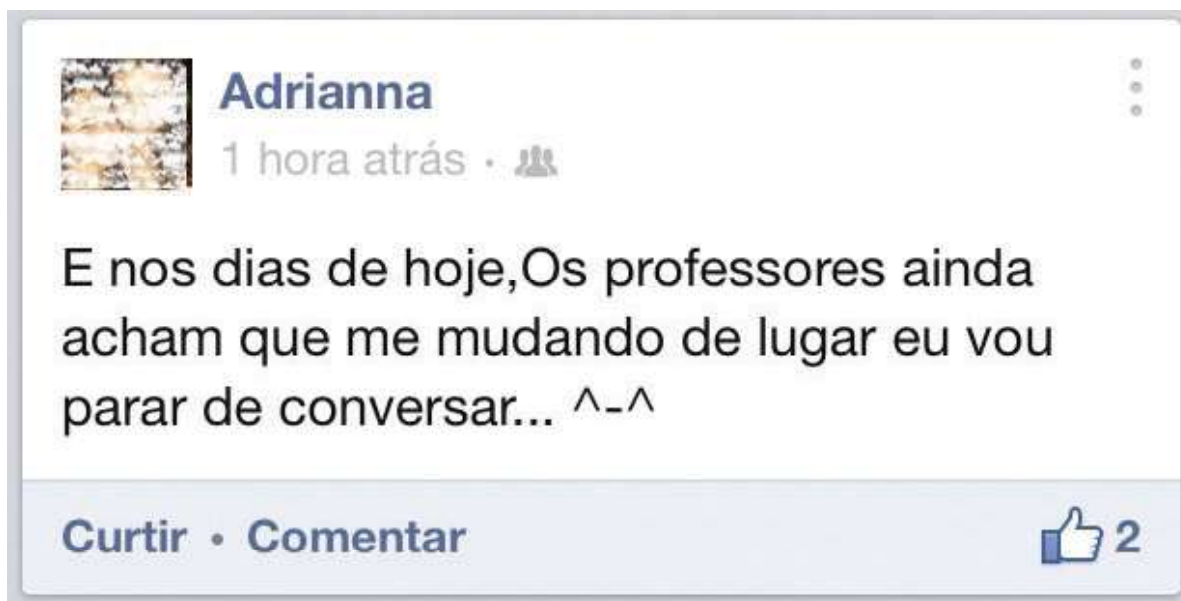 Adrianna
1 hora atrás ·
E nos dias de hoje,Os professores ainda
acham que me mudando de lugar eu vou
parar de conversar... ^-^
Curtir · Comentar 2